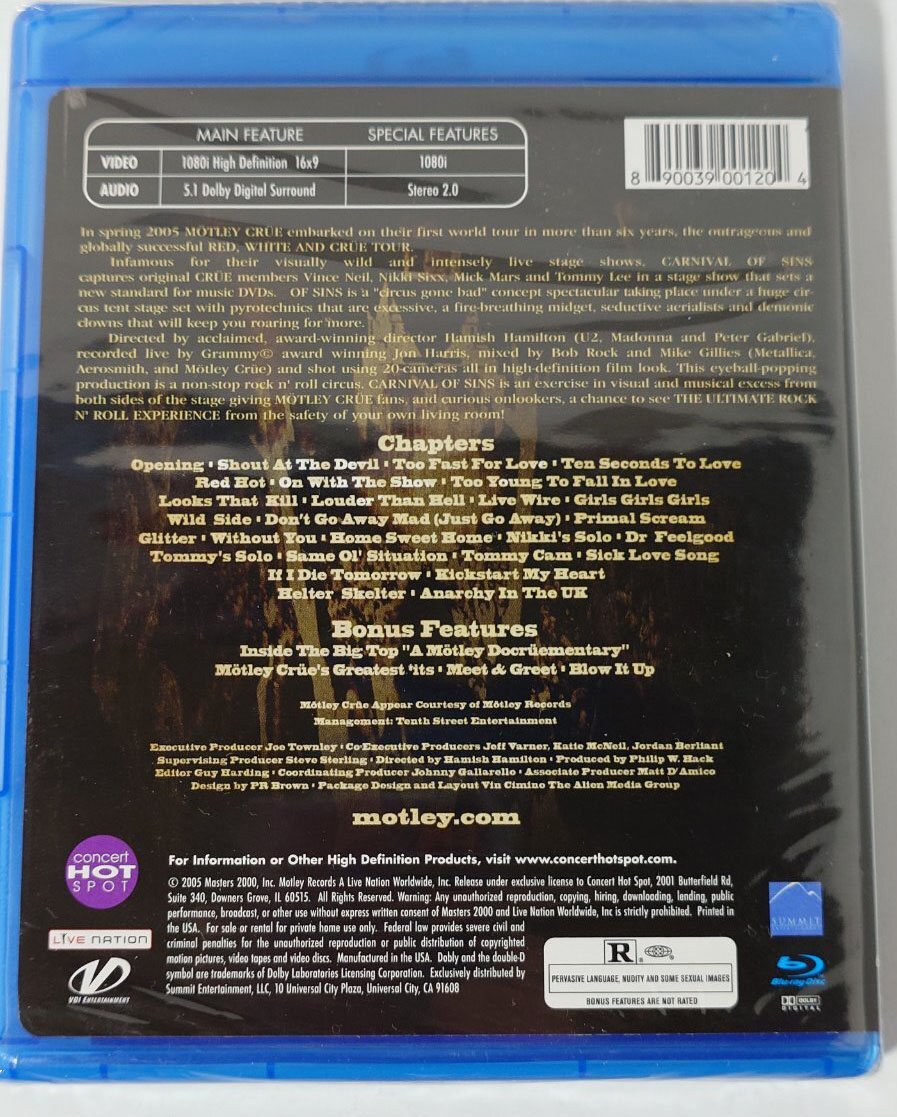 MAIN FEATURE SPECIAL FEATURES
VIDEO 1080i High Definition 16x9 1080i
AUDIO 5.1 Dolby Digital Surround Stereo 2.0
8 90039 00120 4
In spring 2005 MÖTLEY CRÜE embarked on their first world tour in more than six years, the outrageous and
globally successful RED, WHITE AND CRÜE TOUR.
Infamous for their visually wild and intensely live stage shows, CARNIVAL OF SINS
captures original CRÜE members Vince Neil, Nikki Sixx, Mick Mars and Tommy Lee in a stage show that sets a
new standard for music DVDs. OF SINS is a "circus gone bad" concept spectacular taking place under a huge cir-
cus tent stage set with pyrotechnics that are excessive, a fire-breathing midget, seductive aerialists and demonic
clowns that will keep you roaring for more.
Directed by acclaimed, award-winning director Hamish Hamilton (U2, Madonna and Peter Gabriel),
recorded live by Grammy© award winning Jon Harris, mixed by Bob Rock and Mike Gillies (Metallica,
Aerosmith, and Mötley Crüe) and shot using 20-cameras all in high-definition film look. This eyeball-popping
production is a non-stop rock n' roll circus. CARNIVAL OF SINS is an exercise in visual and musical excess from
both sides of the stage giving MÖTLEY CRÜE fans, and curious onlookers, a chance to see THE ULTIMATE ROCK
N' ROLL EXPERIENCE from the safety of your own living room!
Chapters
Opening • Shout At The Devil • Too Fast For Love • Ten Seconds To Love
Red Hot • On With The Show • Too Young To Fall In Love
Looks That Kill • Louder Than Hell • Live Wire • Girls Girls Girls
Wild Side • Don't Go Away Mad (Just Go Away) • Primal Scream
Glitter • Without You • Home Sweet Home • Nikki's Solo • Dr Feelgood
Tommy's Solo • Same Ol' Situation • Tommy Cam • Sick Love Song
If I Die Tomorrow • Kickstart My Heart
Helter Skelter • Anarchy In The UK
Bonus Features
Inside The Big Top "A Mötley Docrüementary"
Mötley Crüe's Greatest 'its • Meet & Greet • Blow It Up
Mötley Crüe Appear Courtesy of Mötley Records
Management: Tenth Street Entertainment
Executive Producer Joe Townley • Co-Executive Producers Jeff Varner, Katie McNeil, Jordan Berliant
Supervising Producer Steve Sterling • Directed by Hamish Hamilton • Produced by Philip W. Hack
Editor Guy Harding • Coordinating Producer Johnny Gallarello • Associate Producer Matt D'Amico
Design by PR Brown • Package Design and Layout Vin Cimino The Alien Media Group
motley.com
concert
HOT
SPOT
For Information or Other High Definition Products, visit www.concerthotspot.com.
© 2005 Masters 2000, Inc. Motley Records A Live Nation Worldwide, Inc. Release under exclusive license to Concert Hot Spot, 2001 Butterfield Rd,
Suite 340, Downers Grove, IL 60515. All Rights Reserved. Warning: Any unauthorized reproduction, copying, hiring, downloading, lending, public
performance, broadcast, or other use without express written consent of Masters 2000 and Live Nation Worldwide, Inc is strictly prohibited. Printed in
the USA. For sale or rental for private home use only. Federal law provides severe civil and
criminal penalties for the unauthorized reproduction or public distribution of copyrighted
motion pictures, video tapes and video discs. Manufactured in the USA. Dobly and the double-D
symbol are trademarks of Dolby Laboratories Licensing Corporation. Exclusively distributed by
Summit Entertainment, LLC, 10 Universal City Plaza, Universal City, CA 91608
LIVE NATION
VDI ENTERTAINMENT
R
PERVASIVE LANGUAGE, NUDITY AND SOME SEXUAL IMAGES
BONUS FEATURES ARE NOT RATED
SUMMIT
Blu-ray Disc
DOLBY
DIGITAL